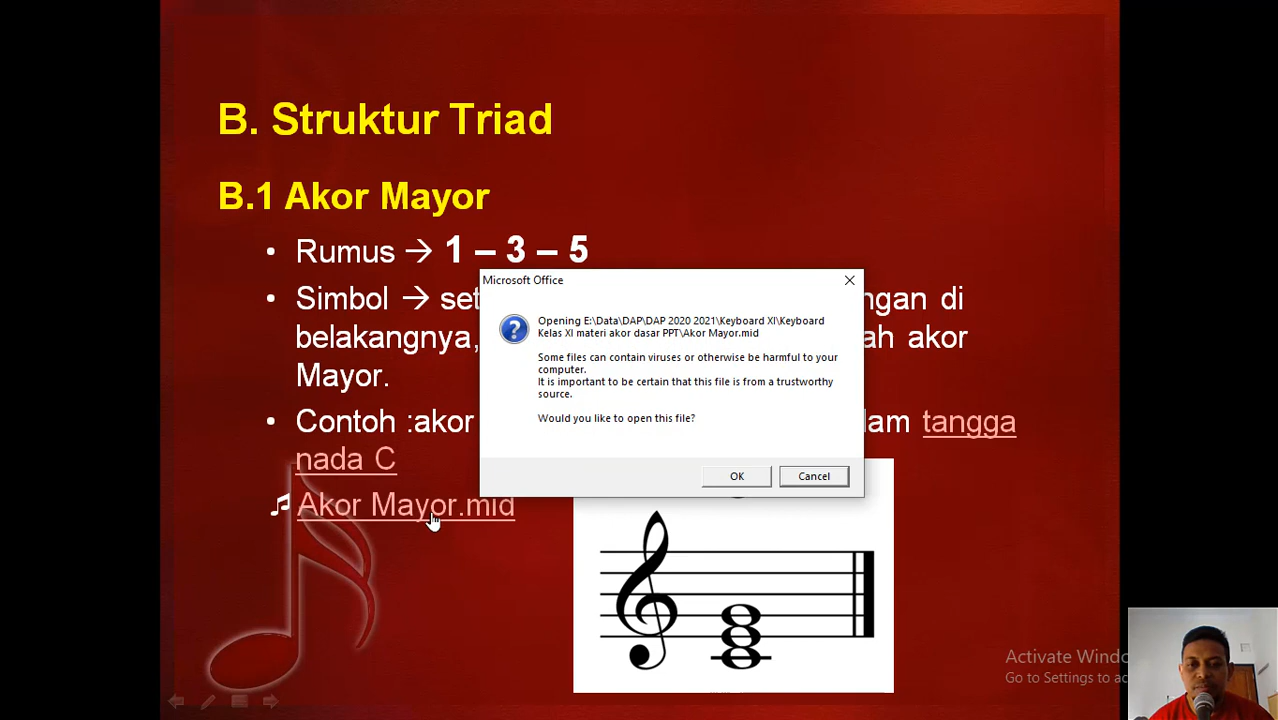 B. Struktur Triad
B.1 Akor Mayor
• Rumus → 1 – 3 – 5
• Simbol →
ngan di
belakangnya,
ah akor
Mayor.
• Contoh :akor
lam tangga
nada C
Akor Mayor.mid
Microsoft Office
Opening E:\Data\DAP\DAP 2020 2021\Keyboard XI\Keyboard
Kelas XI materi akor dasar PPT\Akor Mayor.mid
Some files can contain viruses or otherwise be harmful to your
computer.
It is important to be certain that this file is from a trustworthy
source.
Would you like to open this file?
OK
Cancel
Activate Windo
Go to Settings to ac